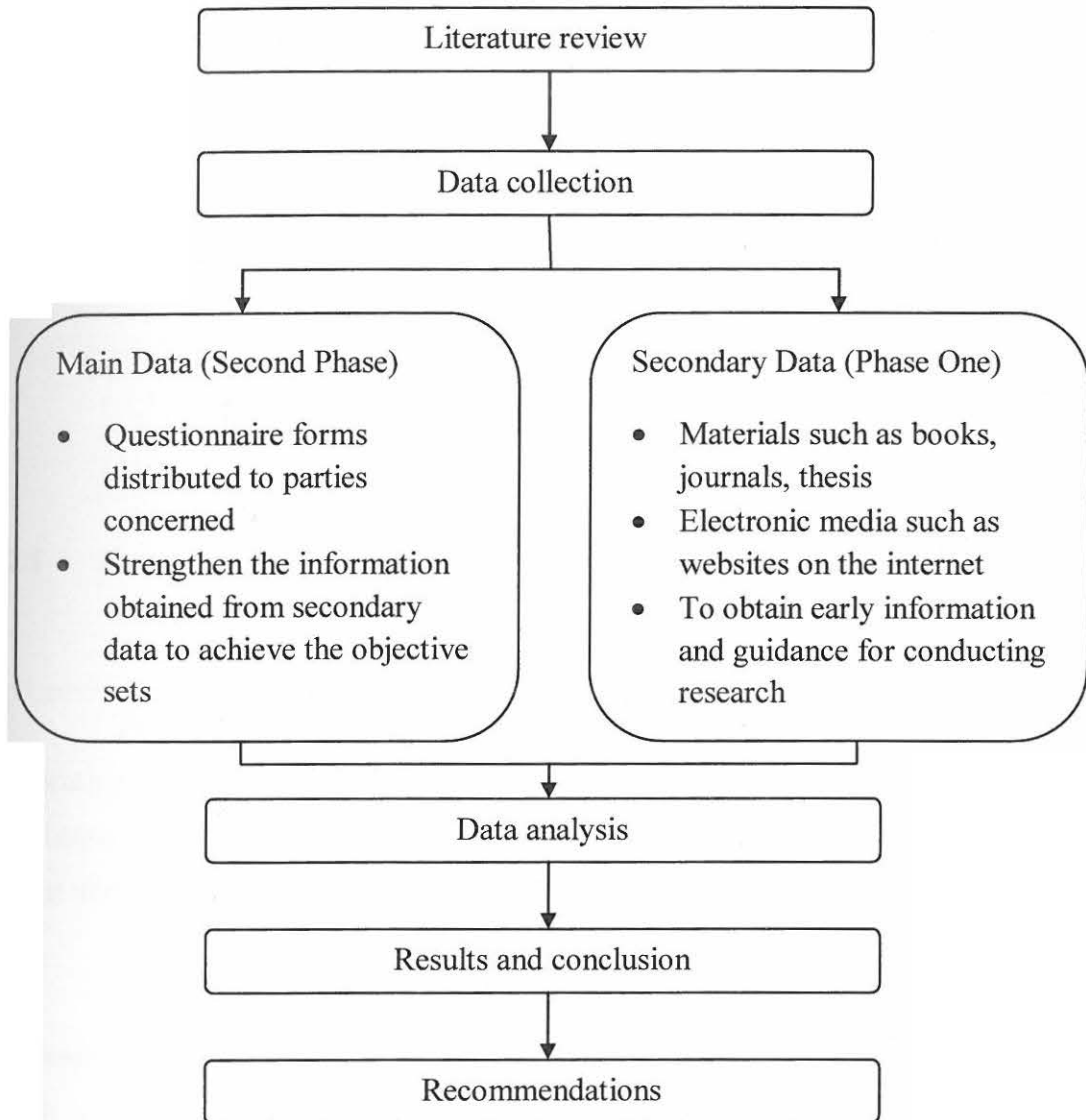 Literature review
Data collection
Main Data (Second Phase)
• Questionnaire forms
distributed to parties
concerned
• Strengthen the information
obtained from secondary
data to achieve the objective
sets
Secondary Data (Phase One)
• Materials such as books,
journals, thesis
• Electronic media such as
websites on the internet
• To obtain early information
and guidance for conducting
research
Data analysis
Results and conclusion
Recommendations